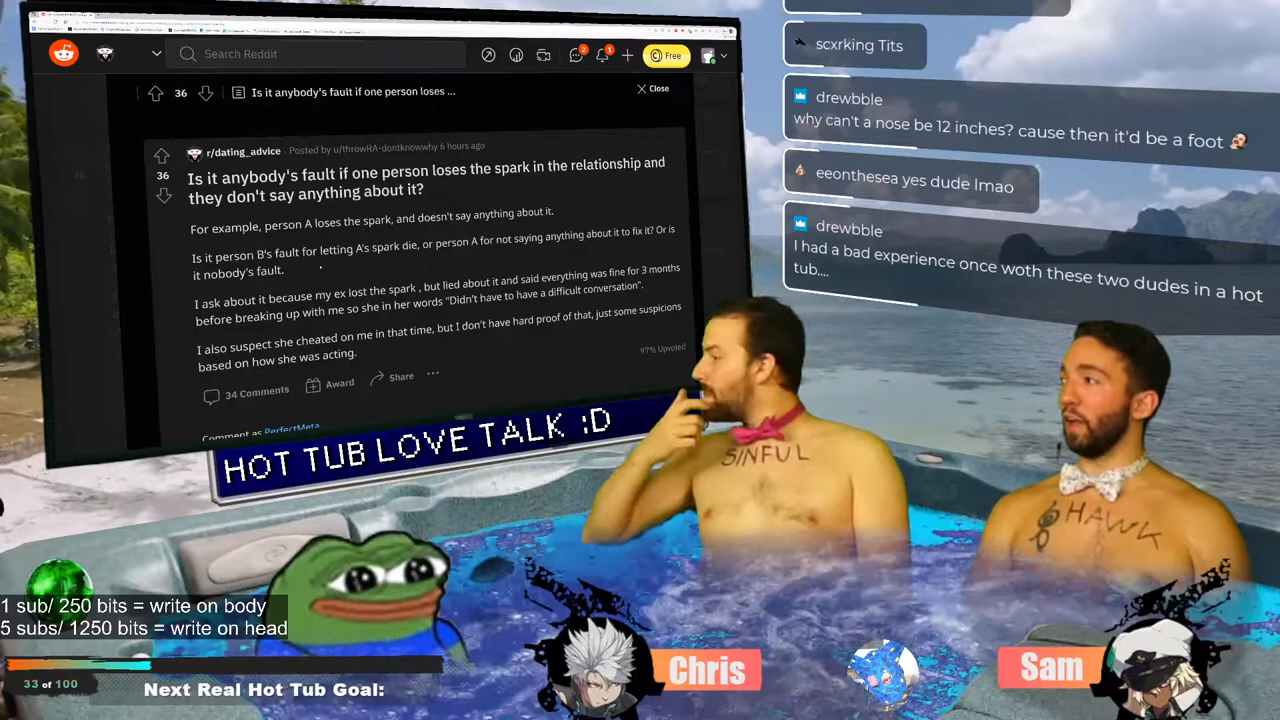 Search Reddit
2
1
Free
36
Is it anybody's fault if one person loses ...
Close
36
r/dating_advice · Posted by u/throwRA-dontknowwhy 6 hours ago
Is it anybody's fault if one person loses the spark in the relationship and
they don't say anything about it?
For example, person A loses the spark, and doesn't say anything about it.
Is it person B's fault for letting A's spark die, or person A for not saying anything about it to fix it? Or is
it nobody's fault.
I ask about it because my ex lost the spark , but lied about it and said everything was fine for 3 months
before breaking up with me so she in her words "Didn't have to have a difficult conversation".
I also suspect she cheated on me in that time, but I don't have hard proof of that, just some suspicions
based on how she was acting.
97% Upvoted
34 Comments
Award
Share
Comment as PerfectMeta
HOT TUB LOVE TALK :D
scxrking Tits
drewbble
why can't a nose be 12 inches? cause then it'd be a foot
eeonthesea yes dude lmao
drewbble
I had a bad experience once woth these two dudes in a hot
tub....
SINFUL
HAWK
1 sub/ 250 bits = write on body
5 subs/ 1250 bits = write on head
33 of 100
Next Real Hot Tub Goal:
Chris
Sam